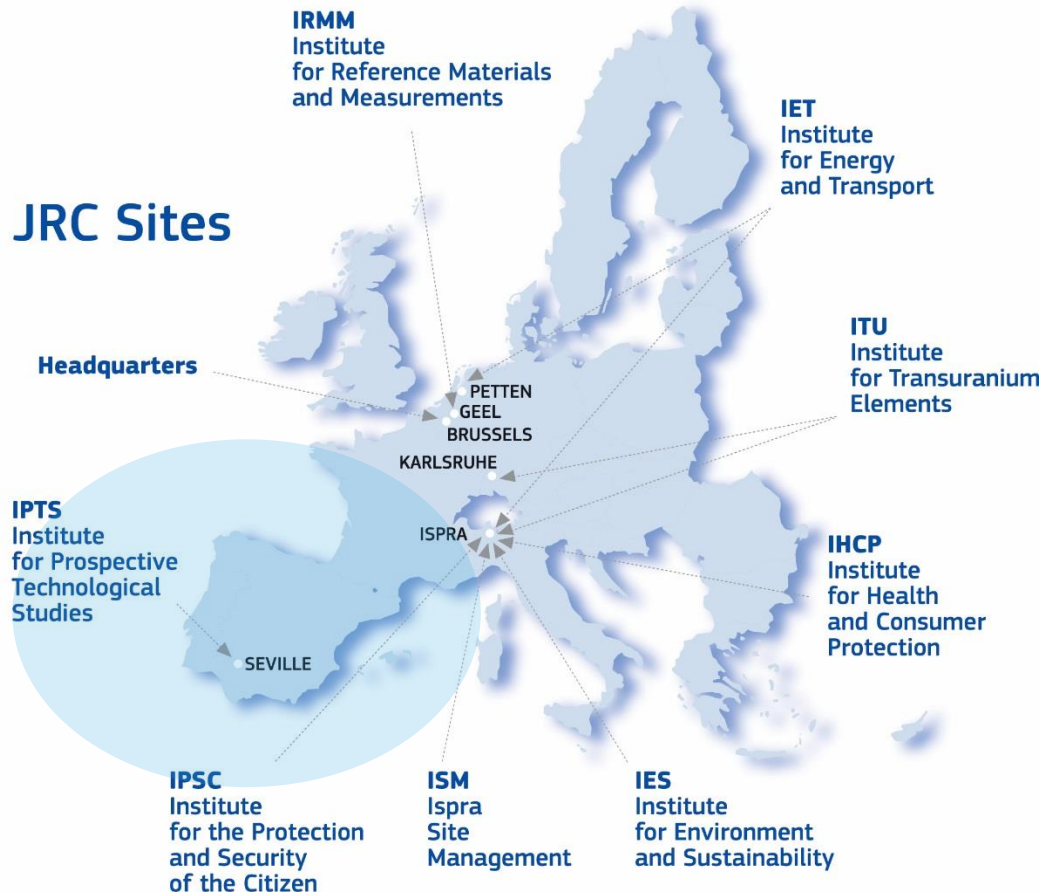 IRMM
Institute
for Reference Materials
and Measurements
IET
Institute
for Energy
and Transport
JRC Sites
ITU
Institute
for Transuranium
Elements
Headquarters
PETTEN
GEEL
BRUSSELS
KARLSRUHE
IPTS
Institute
for Prospective
Technological
Studies
ISPRA
IHCP
Institute
for Health
and Consumer
Protection
SEVILLE
IPSC
Institute
for the Protection
and Security
of the Citizen
ISM
Ispra
Site
Management
IES
Institute
for Environment
and Sustainability